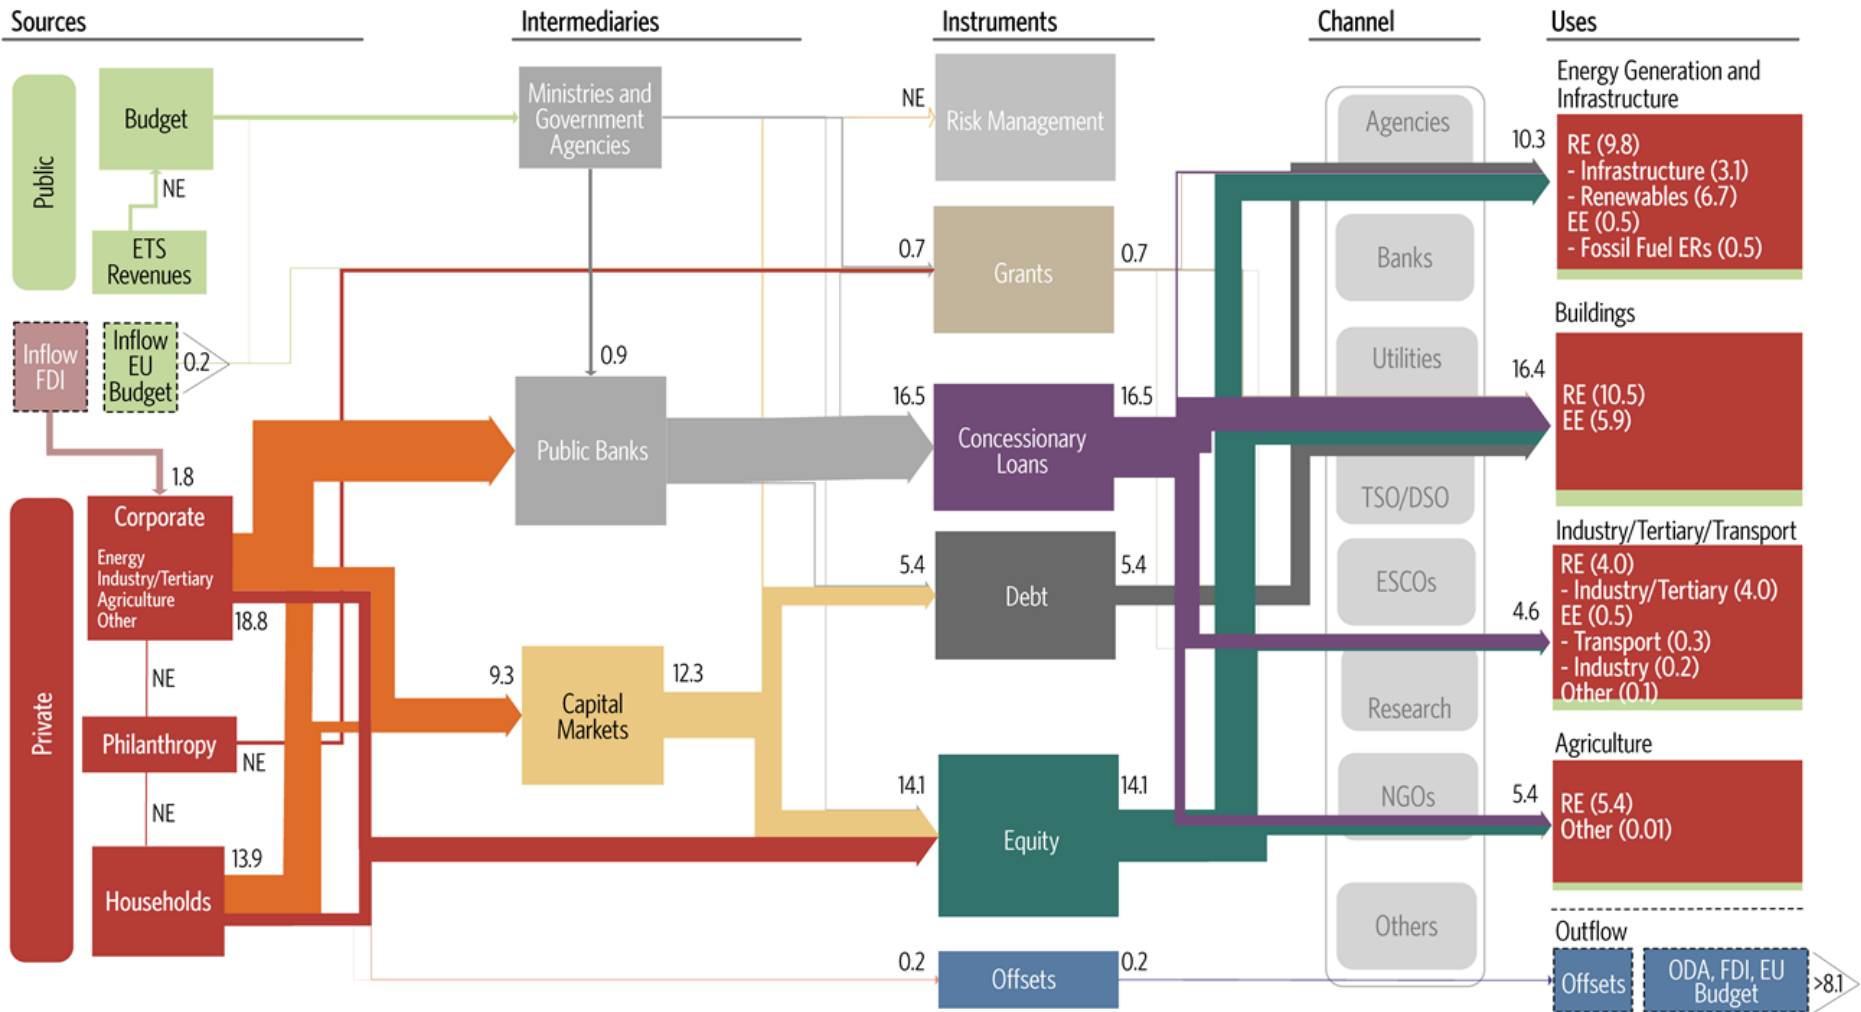 Sources
Intermediaries
Instruments
Channel
Uses
Public
Budget
NE
ETS
Revenues
Inflow
FDI
Inflow
EU
Budget
0.2
1.8
Private
Corporate
Energy
Industry/Tertiary
Agriculture
Other
18.8
NE
Philanthropy
NE
NE
Households
13.9
Ministries and
Government
Agencies
0.9
Public Banks
9.3
Capital
Markets
12.3
NE
Risk Management
0.7
Grants
0.7
16.5
Concessionary
Loans
16.5
5.4
Debt
5.4
14.1
Equity
14.1
0.2
Offsets
0.2
Agencies
Banks
Utilities
TSO/DSO
ESCOs
Research
NGOs
Others
Energy Generation and
Infrastructure
10.3
RE (9.8)
- Infrastructure (3.1)
- Renewables (6.7)
EE (0.5)
- Fossil Fuel ERs (0.5)
Buildings
16.4
RE (10.5)
EE (5.9)
Industry/Tertiary/Transport
4.6
RE (4.0)
- Industry/Tertiary (4.0)
EE (0.5)
- Transport (0.3)
- Industry (0.2)
Other (0.1)
Agriculture
5.4
RE (5.4)
Other (0.01)
Outflow
Offsets
ODA, FDI, EU
Budget
>8.1